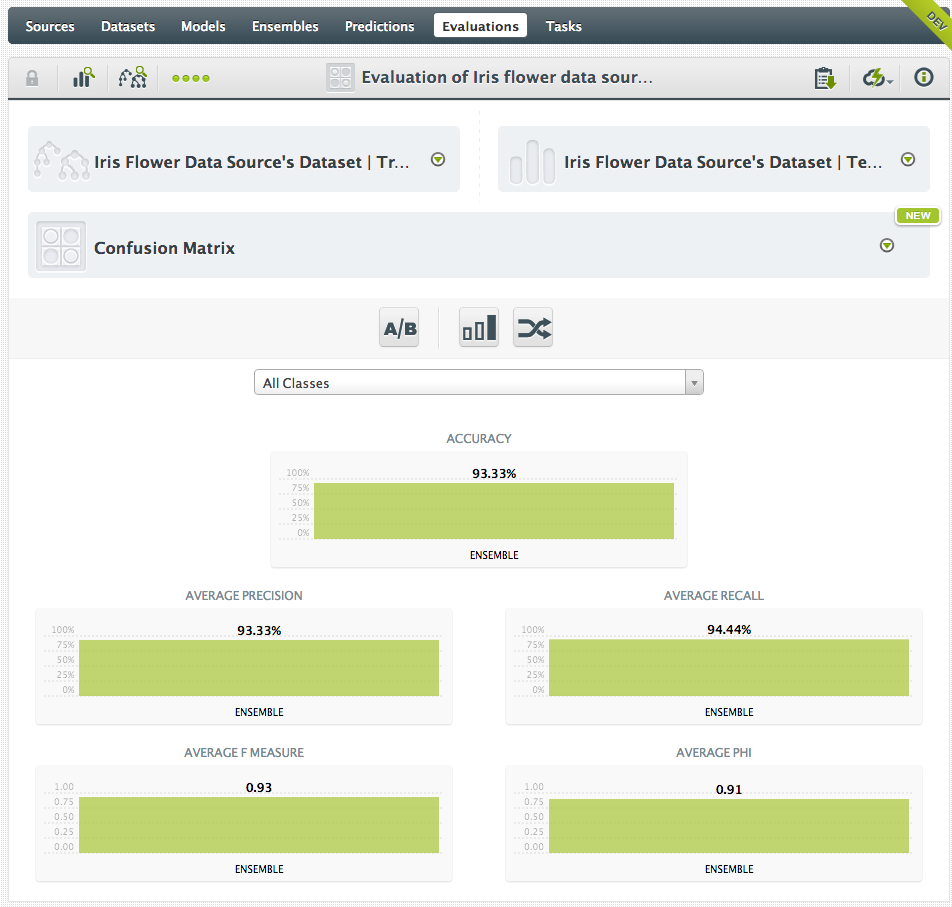 Sources Datasets Models Ensembles Predictions Evaluations Tasks
DEV
Evaluation of Iris flower data sour...
Iris Flower Data Source's Dataset | Tr...
Iris Flower Data Source's Dataset | Te...
NEW
Confusion Matrix
A/B
All Classes
ACCURACY
93.33%
100%
75%
50%
25%
0%
ENSEMBLE
AVERAGE PRECISION
93.33%
100%
75%
50%
25%
0%
ENSEMBLE
AVERAGE RECALL
94.44%
100%
75%
50%
25%
0%
ENSEMBLE
AVERAGE F MEASURE
0.93
1.00
0.75
0.50
0.25
0.00
ENSEMBLE
AVERAGE PHI
0.91
1.00
0.75
0.50
0.25
0.00
ENSEMBLE